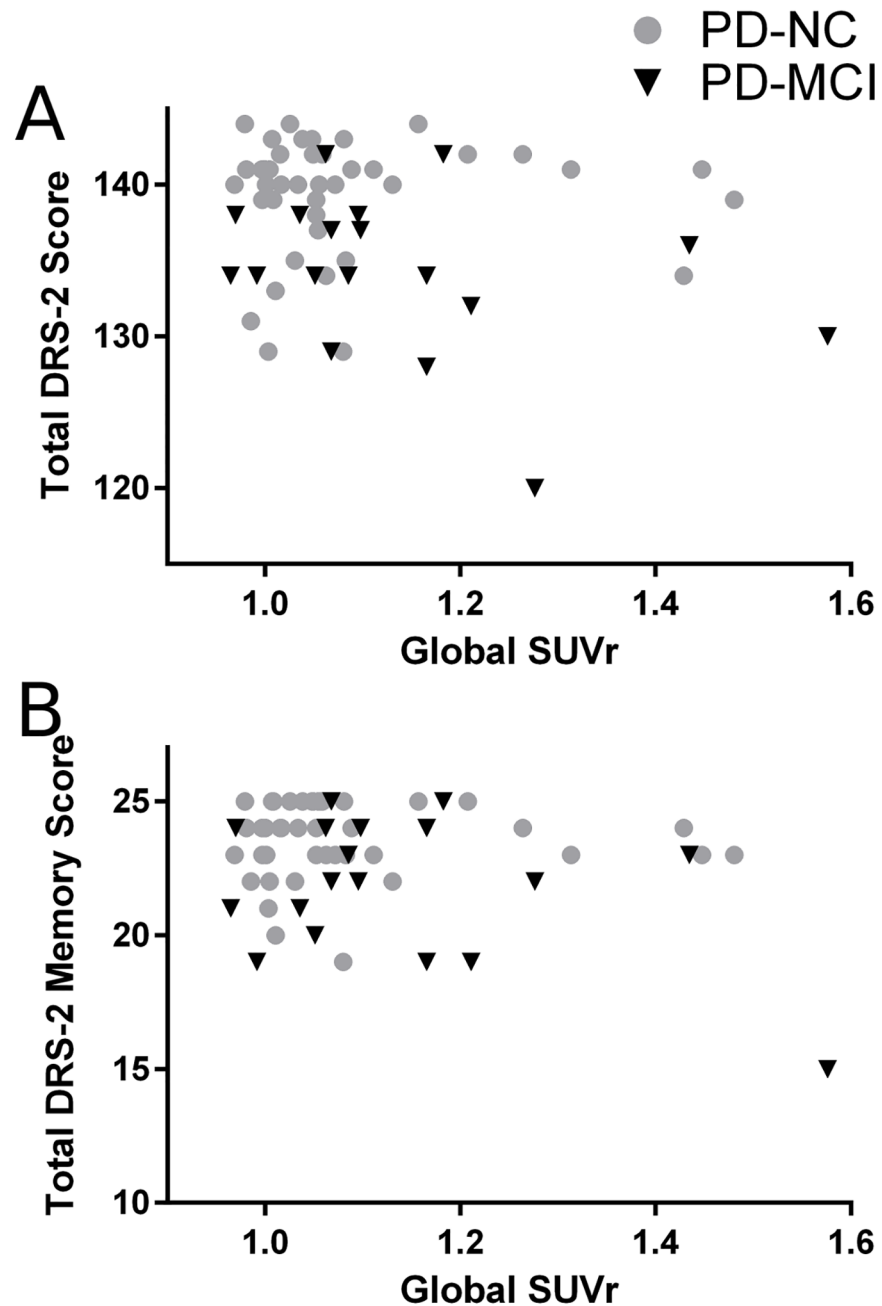 PD-NC
PD-MCI
A
Total DRS-2 Score
140
130
120
1.0 1.2 1.4 1.6
Global SUVr
B
Total DRS-2 Memory Score
25
20
15
10
1.0 1.2 1.4 1.6
Global SUVr